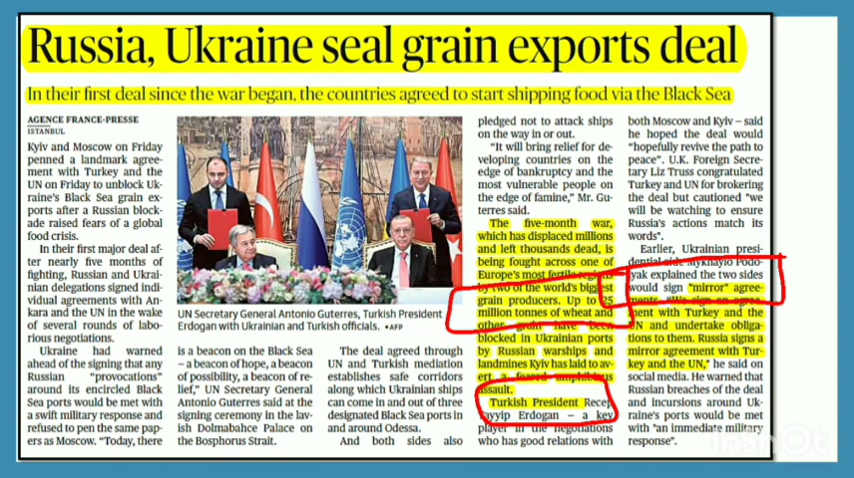 Russia, Ukraine seal grain exports deal
In their first deal since the war began, the countries agreed to start shipping food via the Black Sea
AGENCE FRANCE-PRESSE
ISTANBUL
Kyiv and Moscow on Friday
penned a landmark agree-
ment with Turkey and the
UN on Friday to unblock Uk-
raine's Black Sea grain ex-
ports after a Russian block-
ade raised fears of a global
food crisis.
In their first major deal af-
ter nearly five months of
fighting, Russian and Ukrai-
nian delegations signed indi-
vidual agreements with An-
kara and the UN in the wake
of several rounds of labo-
rious negotiations.
Ukraine had warned
ahead of the signing that any
Russian "provocations"
around its encircled Black
Sea ports would be met with
a swift military response and
refused to pen the same pap-
ers as Moscow. "Today, there
UN Secretary General Antonio Guterres, Turkish President
Erdogan with Ukrainian and Turkish officials. •AFP
is a beacon on the Black Sea
– a beacon of hope, a beacon
of possibility, a beacon of re-
lief," UN Secretary General
Antonio Guterres said at the
signing ceremony in the lav-
ish Dolmabahce Palace on
the Bosphorus Strait.
The deal agreed through
UN and Turkish mediation
establishes safe corridors
along which Ukrainian ships
can come in and out of three
designated Black Sea ports in
and around Odessa.
And both sides also
pledged not to attack ships
on the way in or out.
"It will bring relief for de-
veloping countries on the
edge of bankruptcy and the
most vulnerable people on
the edge of famine," Mr. Gu-
terres said.
The five-month war,
which has displaced millions
and left thousands dead, is
being fought across one of
Europe's most fertile regions
by two of the world's biggest
grain producers. Up to 25
million tonnes of wheat and
other grain have been
blocked in Ukrainian ports
by Russian warships and
landmines Kyiv has laid to av-
ert a feared amphibious
assault.
Turkish President Recep
Tayyip Erdogan – a key
player in the negotiations
who has good relations with
both Moscow and Kyiv – said
he hoped the deal would
"hopefully revive the path to
peace". U.K. Foreign Secre-
tary Liz Truss congratulated
Turkey and UN for brokering
the deal but cautioned "we
will be watching to ensure
Russia's actions match its
words".
Earlier, Ukrainian presi-
dential aide Mykhaylo Podo-
yak explained the two sides
would sign "mirror" agree-
ments. "We sign an agree-
ment with Turkey and the
UN and undertake obliga-
tions to them. Russia signs a
mirror agreement with Tur-
key and the UN," he said on
social media. He warned that
Russian breaches of the deal
and incursions around Uk-
raine's ports would be met
with "an immediate military
response".
InShOt